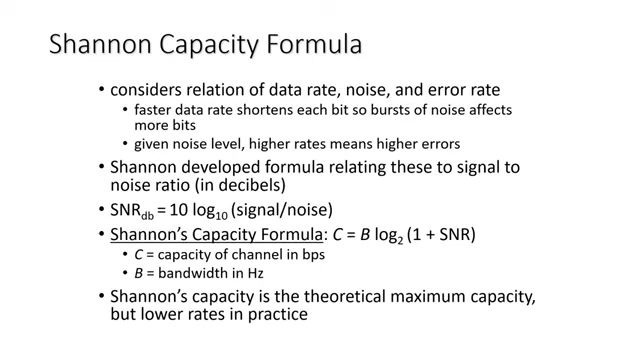 Shannon Capacity Formula
• considers relation of data rate, noise, and error rate
• faster data rate shortens each bit so bursts of noise affects
more bits
• given noise level, higher rates means higher errors
• Shannon developed formula relating these to signal to
noise ratio (in decibels)
• SNRdb = 10 log10 (signal/noise)
• Shannon's Capacity Formula: C = B log2 (1 + SNR)
• C = capacity of channel in bps
• B = bandwidth in Hz
• Shannon's capacity is the theoretical maximum capacity,
but lower rates in practice